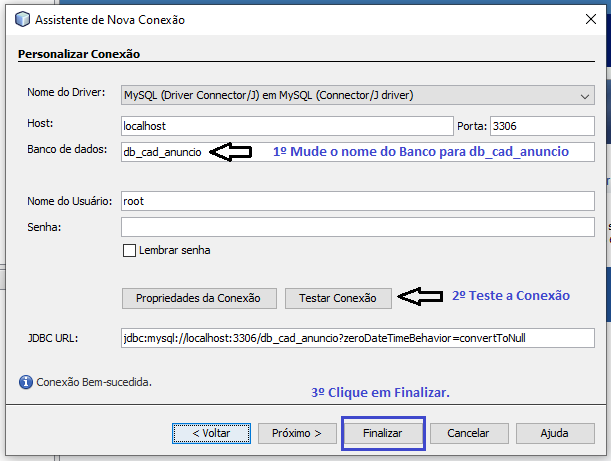 Assistente de Nova Conexão
Personalizar Conexão
Nome do Driver: MySQL (Driver Connector/J) em MySQL (Connector/J driver)
Host: localhost Porta: 3306
Banco de dados: db_cad_anuncio 1º Mude o nome do Banco para db_cad_anuncio
Nome do Usuário: root
Senha:
Lembrar senha
Propriedades da Conexão Testar Conexão 2º Teste a Conexão
JDBC URL: jdbc:mysql://localhost:3306/db_cad_anuncio?zeroDateTimeBehavior=convertToNull
Conexão Bem-sucedida.
3º Clique em Finalizar.
< Voltar Próximo > Finalizar Cancelar Ajuda